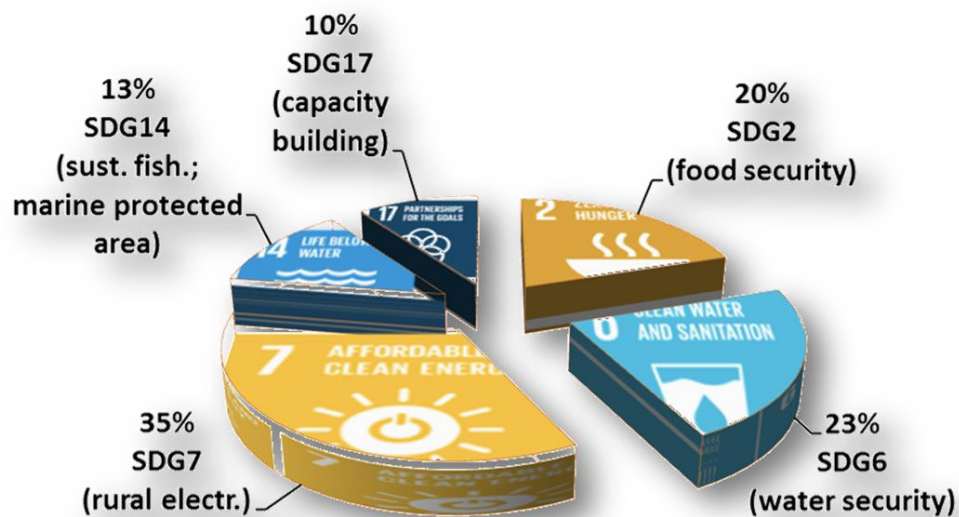 10%
SDG17
(capacity
building)
13%
SDG14
(sust. fish.;
marine protected
area)
20%
SDG2
(food security)
17 PARTNERSHIPS
FOR THE GOALS
2
HUNGER
14 LIFE BELOW
WATER
6 CLEAN WATER
AND SANITATION
7 AFFORDABLE
CLEAN ENERG
35%
SDG7
(rural electr.)
23%
SDG6
(water security)